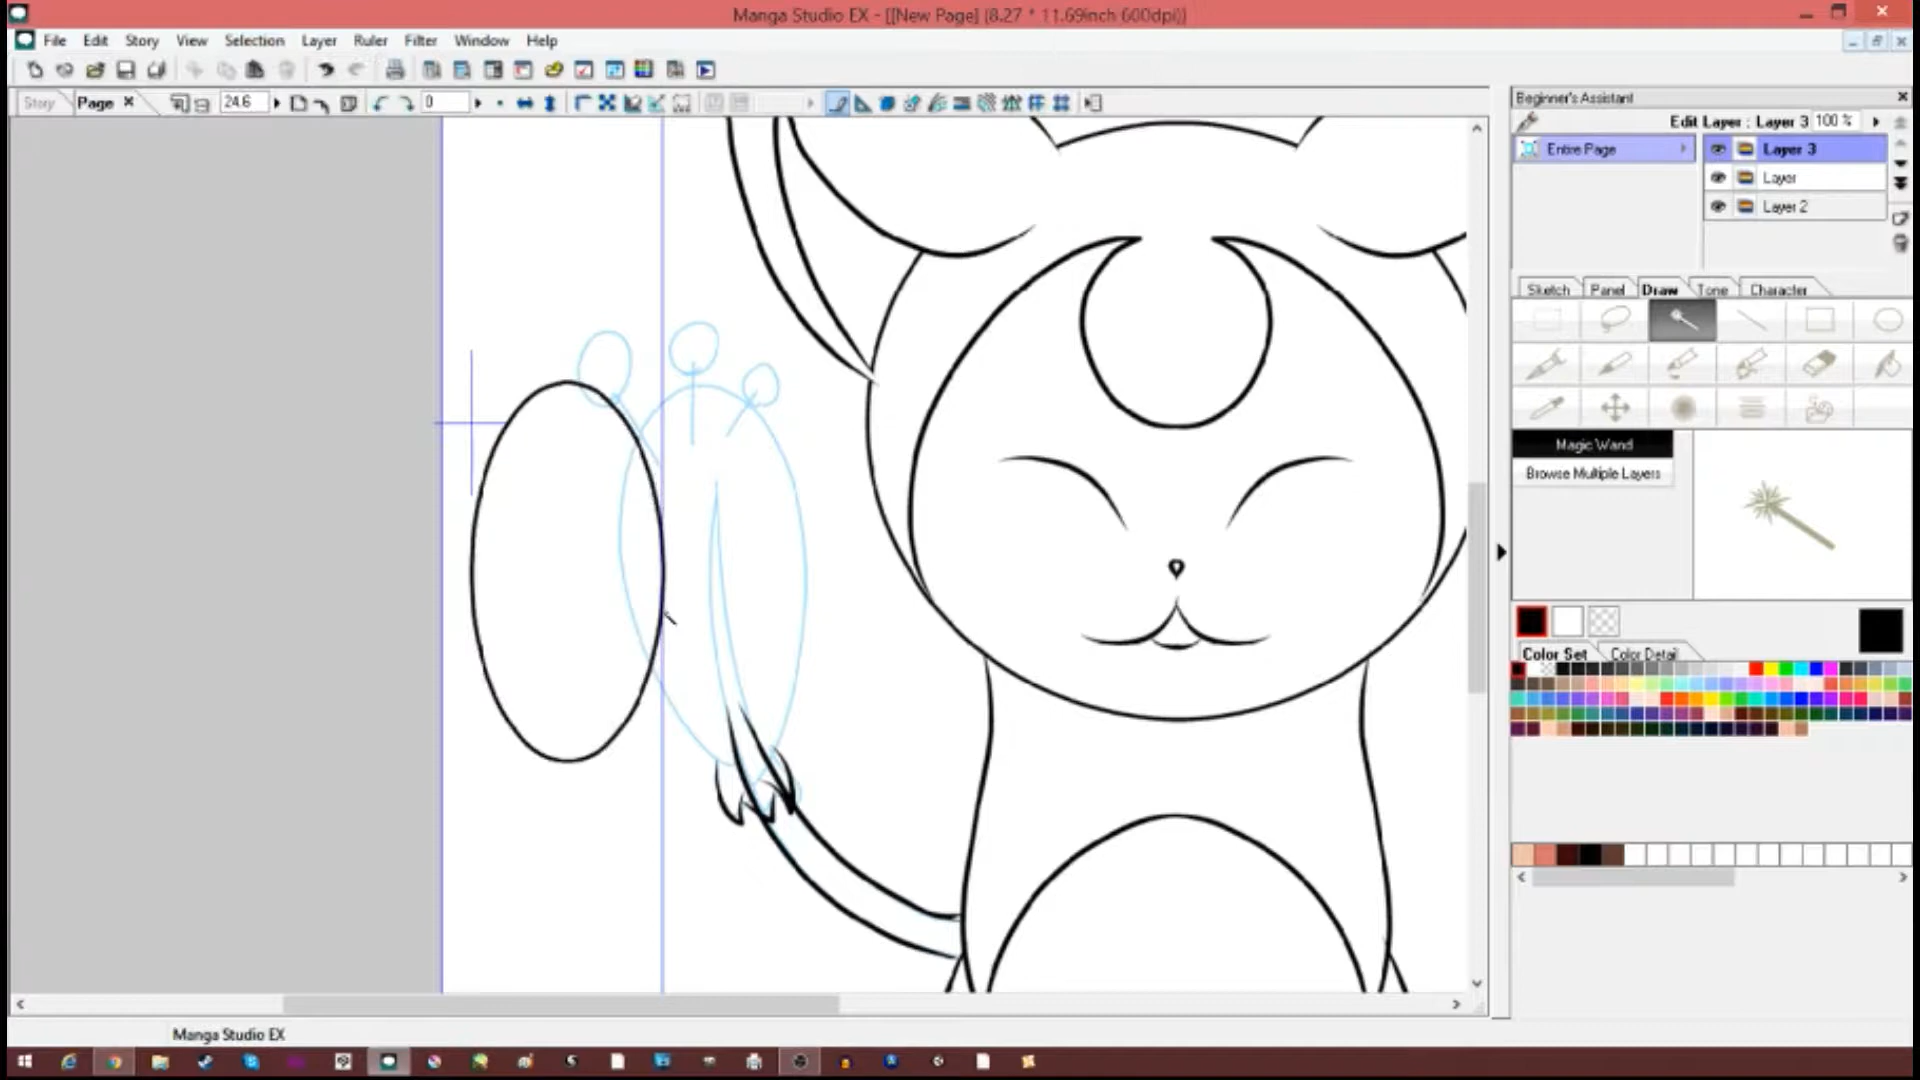 Manga Studio EX - [[New Page] (8.27 * 11.69inch 600dpi)]
File Edit Story View Selection Layer Ruler Filter Window Help
Story Page 24.6 0
Beginner's Assistant
Edit Layer : Layer 3 100 %
Entire Page
Layer 3
Layer
Layer 2
Sketch Panel Draw Tone Character
Magic Wand
Browse Multiple Layers
Color Set Color Detail
Manga Studio EX